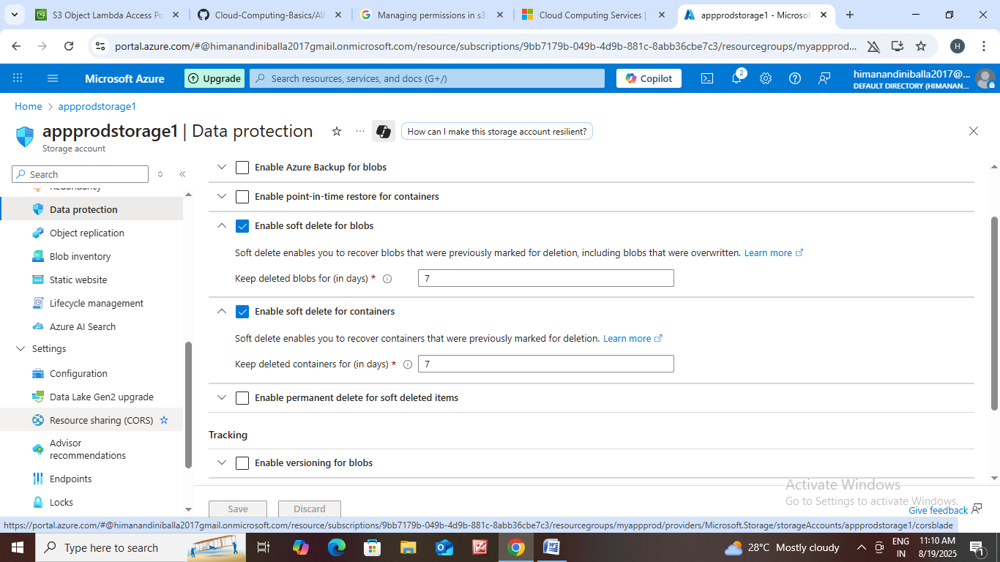 S3 Object Lambda Access Po
Cloud-Computing-Basics/AW
Managing permissions in s3
Cloud Computing Services |
appprodstorage1 - Microsof
portal.azure.com/#@himanandiniballa2017gmail.onmicrosoft.com/resource/subscriptions/9bb7179b-049b-4d9b-881c-8abb36cbe7c3/resourcegroups/myappprod...
H
Microsoft Azure
Upgrade
Search resources, services, and docs (G+/)
Copilot
2
himanandiniballa2017@...
DEFAULT DIRECTORY (HIMANAN...
Home > appprodstorage1
appprodstorage1 | Data protection
How can I make this storage account resilient?
Storage account
Search
Redundancy
Data protection
Object replication
Blob inventory
Static website
Lifecycle management
Azure AI Search
Settings
Configuration
Data Lake Gen2 upgrade
Resource sharing (CORS)
Advisor
recommendations
Endpoints
Locks
Enable Azure Backup for blobs
Enable point-in-time restore for containers
Enable soft delete for blobs
Soft delete enables you to recover blobs that were previously marked for deletion, including blobs that were overwritten. Learn more
Keep deleted blobs for (in days) * 7
Enable soft delete for containers
Soft delete enables you to recover containers that were previously marked for deletion. Learn more
Keep deleted containers for (in days) * 7
Enable permanent delete for soft deleted items
Tracking
Enable versioning for blobs
Save
Discard
Activate Windows
Go to Settings to activate Windows.
Give feedback
https://portal.azure.com/#@himanandiniballa2017gmail.onmicrosoft.com/resource/subscriptions/9bb7179b-049b-4d9b-881c-8abb36cbe7c3/resourcegroups/myappprod/providers/Microsoft.Storage/storageAccounts/appprodstorage1/corsblade
Type here to search
28°C Mostly cloudy
ENG
IN
11:10 AM
8/19/2025
1